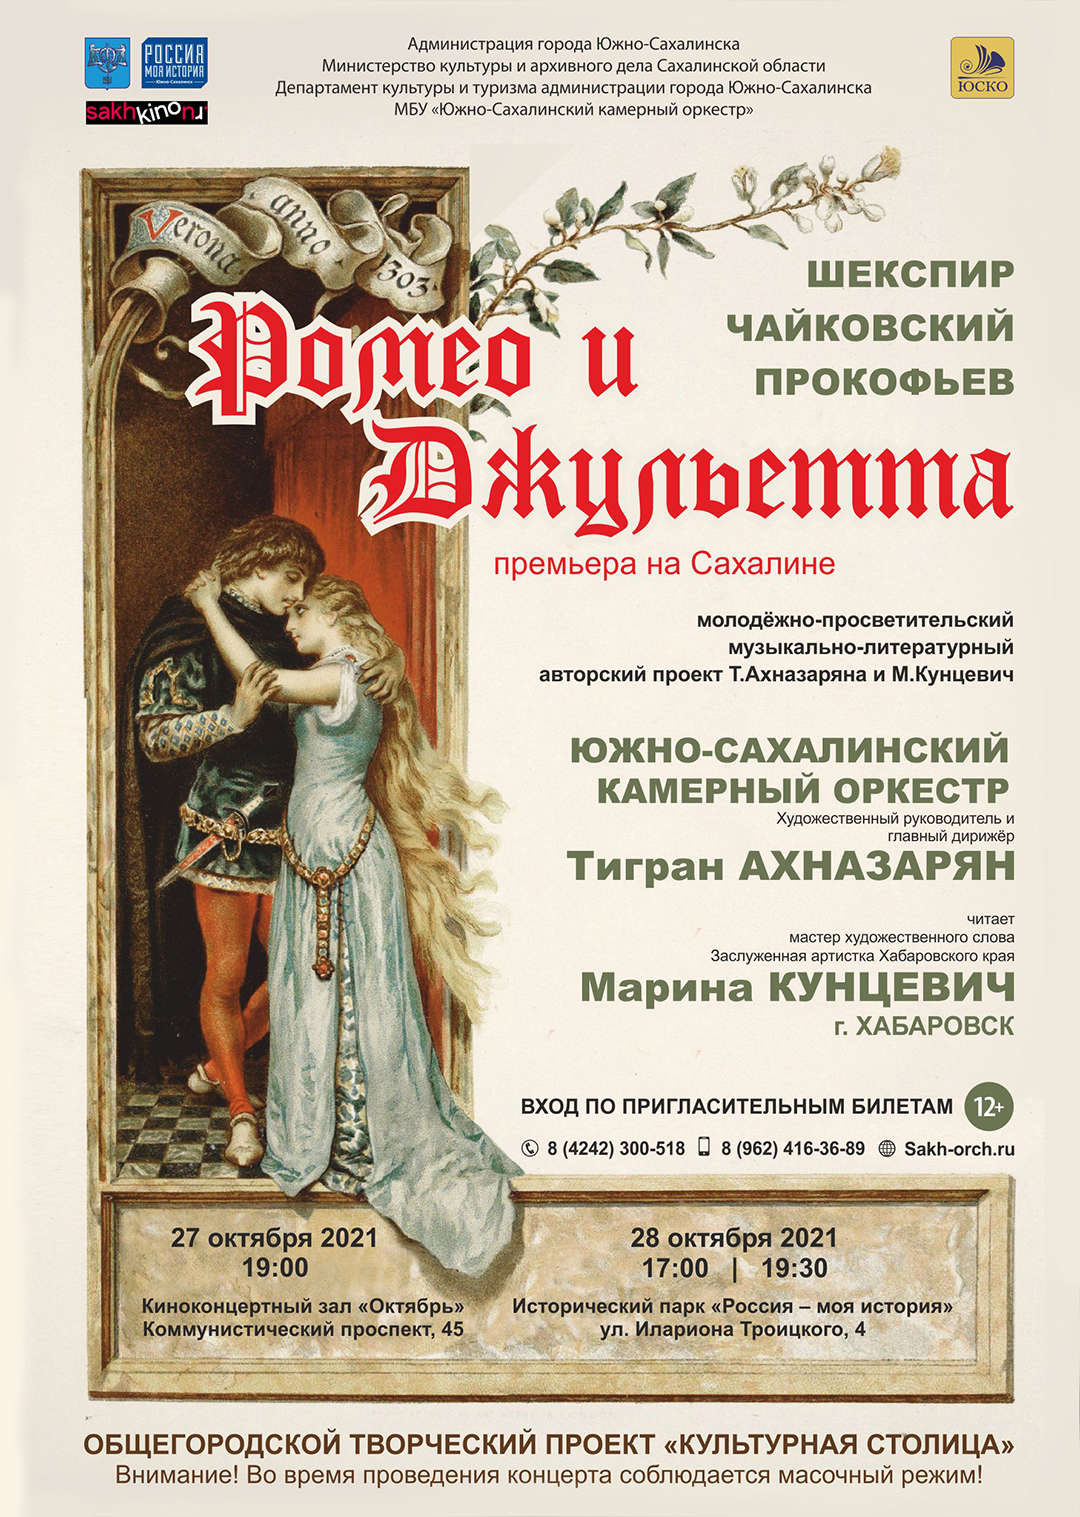 Администрация города Южно-Сахалинска
Министерство культуры и архивного дела Сахалинской области
Департамент культуры и туризма администрации города Южно-Сахалинска
МБУ «Южно-Сахалинский камерный оркестр»
РОССИЯ
МОЯ ИСТОРИЯ
ЮЖНО-САХАЛИНСК
sakhkino.ru
ЮСКО
Verona anno 1303
ШЕКСПИР
ЧАЙКОВСКИЙ
ПРОКОФЬЕВ
Ромео и
Джульетта
премьера на Сахалине
молодёжно-просветительский
музыкально-литературный
авторский проект Т.Ахназаряна и М.Кунцевич
ЮЖНО-САХАЛИНСКИЙ
КАМЕРНЫЙ ОРКЕСТР
Художественный руководитель и
главный дирижёр
Тигран АХНАЗАРЯН
читает
мастер художественного слова
Заслуженная артистка Хабаровского края
Марина КУНЦЕВИЧ
г. ХАБАРОВСК
ВХОД ПО ПРИГЛАСИТЕЛЬНЫМ БИЛЕТАМ 12+
8 (4242) 300-518 8 (962) 416-36-89 Sakh-orch.ru
27 октября 2021
19:00
Киноконцертный зал «Октябрь»
Коммунистический проспект, 45
28 октября 2021
17:00 | 19:30
Исторический парк «Россия – моя история»
ул. Илариона Троицкого, 4
ОБЩЕГОРОДСКОЙ ТВОРЧЕСКИЙ ПРОЕКТ «КУЛЬТУРНАЯ СТОЛИЦА»
Внимание! Во время проведения концерта соблюдается масочный режим!